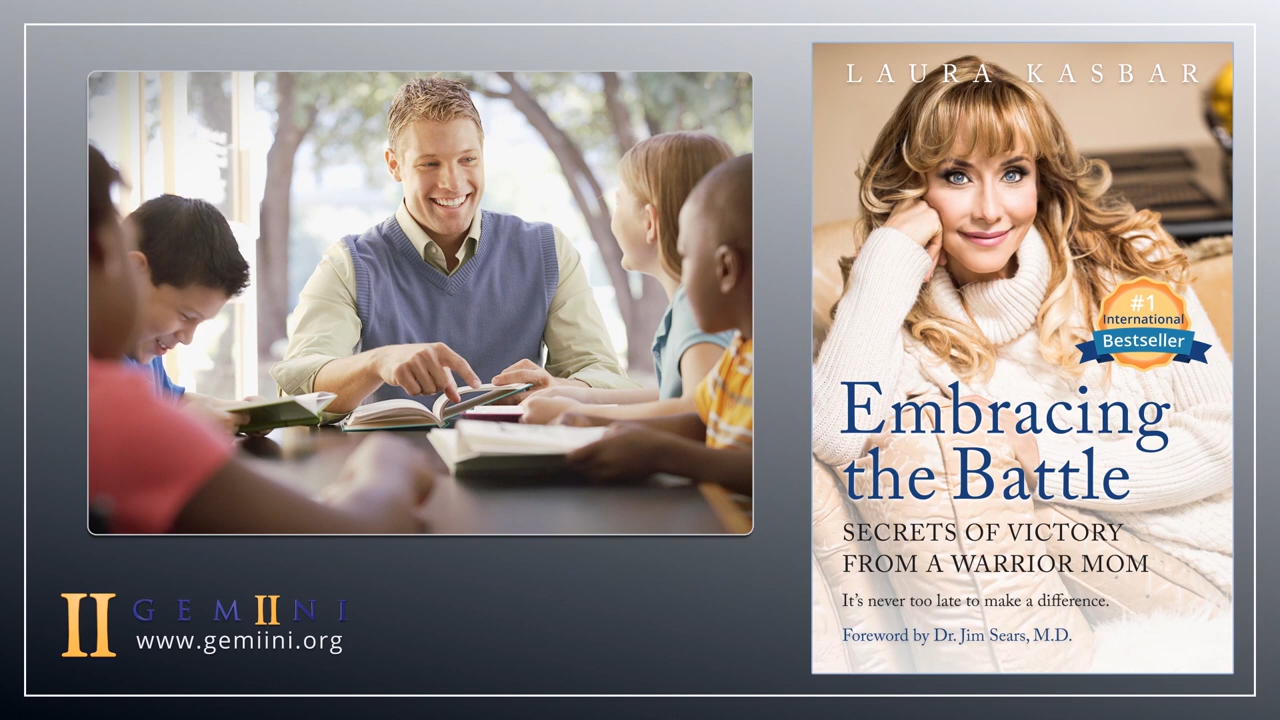 LAURA KASBAR
#1
International
Bestseller
Embracing
the Battle
SECRETS OF VICTORY
FROM A WARRIOR MOM
It's never too late to make a difference.
Foreword by Dr. Jim Sears, M.D.
II GEMIINI
www.gemiini.org